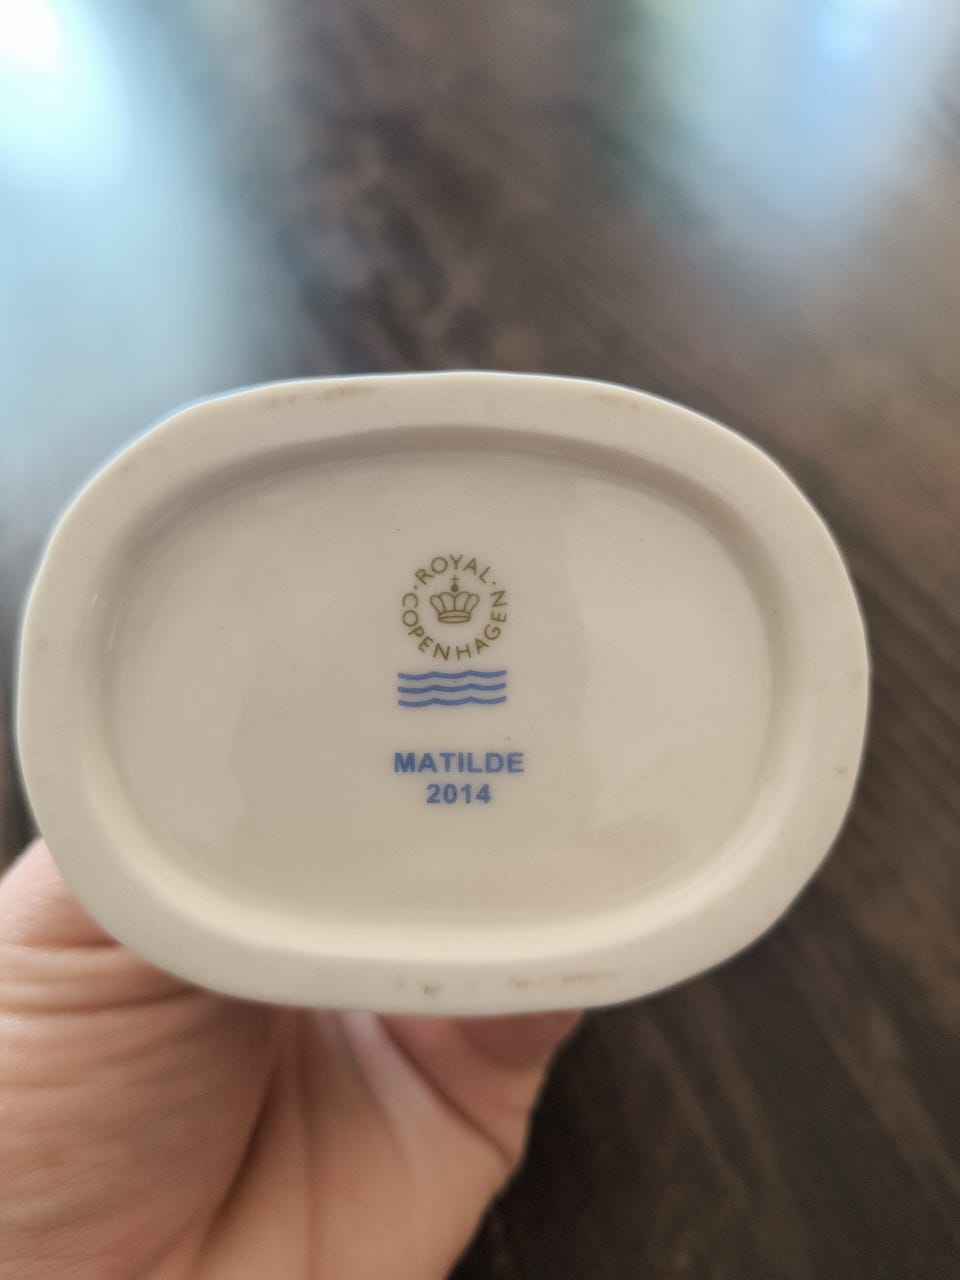 ROYAL
COPENHAGEN
MATILDE
2014